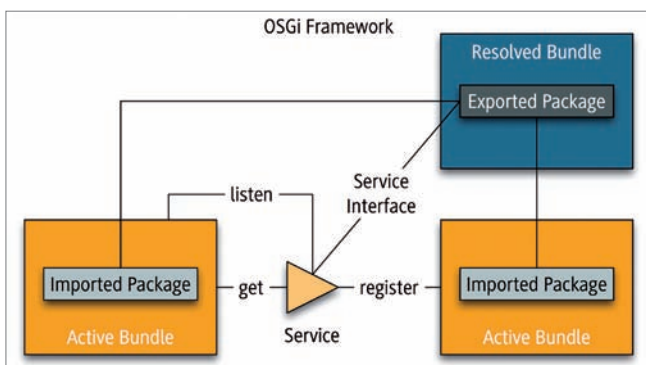 OSGi Framework
Resolved Bundle
Exported Package
Service
Interface
listen
Imported Package
get
register
Imported Package
Active Bundle
Service
Active Bundle